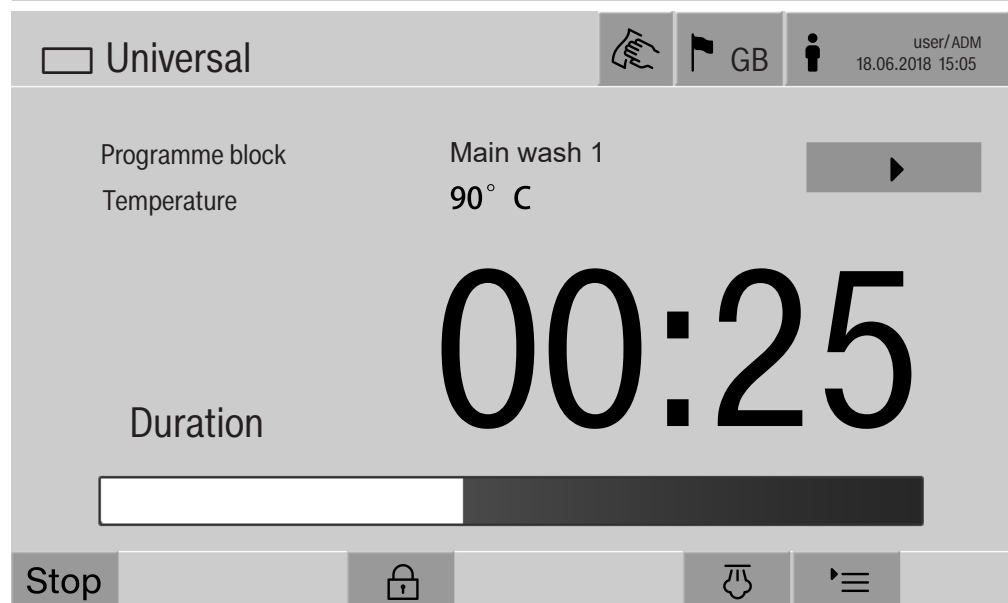 Universal
GB
user/ADM
18.06.2018 15:05
Programme block Main wash 1
Temperature 90° C
00:25
Duration
Stop